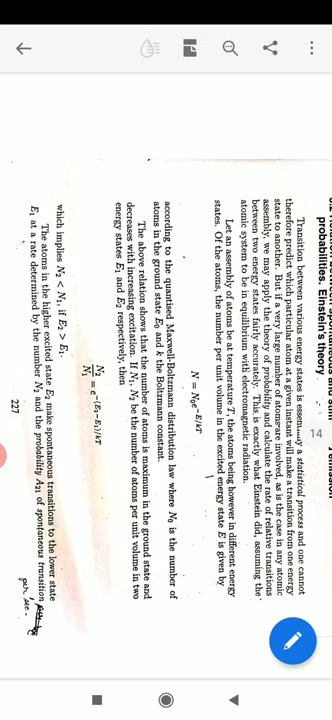 probabilities. Einstein's theory
14
Transition between various energy states is a statistical process and one cannot
therefore predict which particular atom at a given instant will make a transition from one energy
state to another. But if a very large number of atoms are involved, as is the case in any atomic
assembly, we may apply the theory of probability and calculate the rate of relative transitions
between two energy states fairly accurately. This is exactly what Einstein did, assuming the
atomic system to be in equilibrium with electromagnetic radiation.
Let an assembly of atoms be at temperature T, the atoms being however in different energy
states. Of the atoms, the number per unit volume in the excited energy state E is given by
N = N₀e^{-E/kT}
according to the quantised Maxwell-Boltzmann distribution law where N₀ is the number of
atoms in the ground state E₀ and k the Boltzmann constant.
The above relation shows that the number of atoms is maximum in the ground state and
decreases with increasing excitation. If N₁, N₂ be the number of atoms per unit volume in two
energy states E₁ and E₂ respectively, then
N₂/N₁ = e^{-(E₂-E₁)/kT}
which implies N₂ < N₁, if E₂ > E₁.
The atoms in the higher excited state E₂ make spontaneous transitions to the lower state
E₁ at a rate determined by the number N₂ and the probability A₂₁ of spontaneous transition
per sec.
227